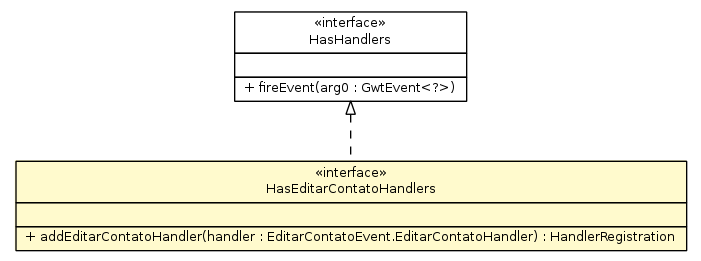 «interface»
HasHandlers
+ fireEvent(arg0 : GwtEvent<?>)
«interface»
HasEditarContatoHandlers
+ addEditarContatoHandler(handler : EditarContatoEvent.EditarContatoHandler) : HandlerRegistration